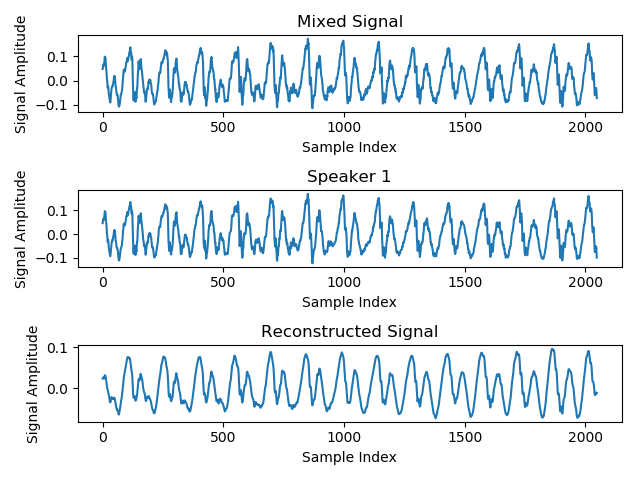 Mixed Signal
Signal Amplitude
0.1
0.0
−0.1
0 500 1000 1500 2000
Sample Index
Speaker 1
Signal Amplitude
0.1
0.0
−0.1
0 500 1000 1500 2000
Sample Index
Reconstructed Signal
Signal Amplitude
0.1
0.0
0 500 1000 1500 2000
Sample Index